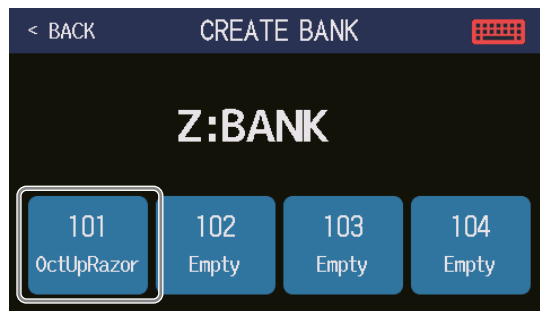 < BACK CREATE BANK
Z:BANK
101 102 103 104
OctUpRazor Empty Empty Empty